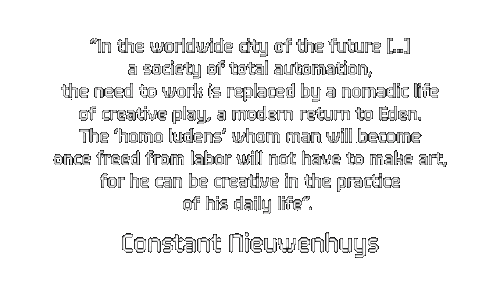 “In the worldwide city of the future [...]
a society of total automation,
the need to work is replaced by a nomadic life
of creative play, a modern return to Eden.
The ‘homo ludens’ whom man will become
once freed from labor will not have to make art,
for he can be creative in the practice
of his daily life”.
Constant Nieuwenhuys